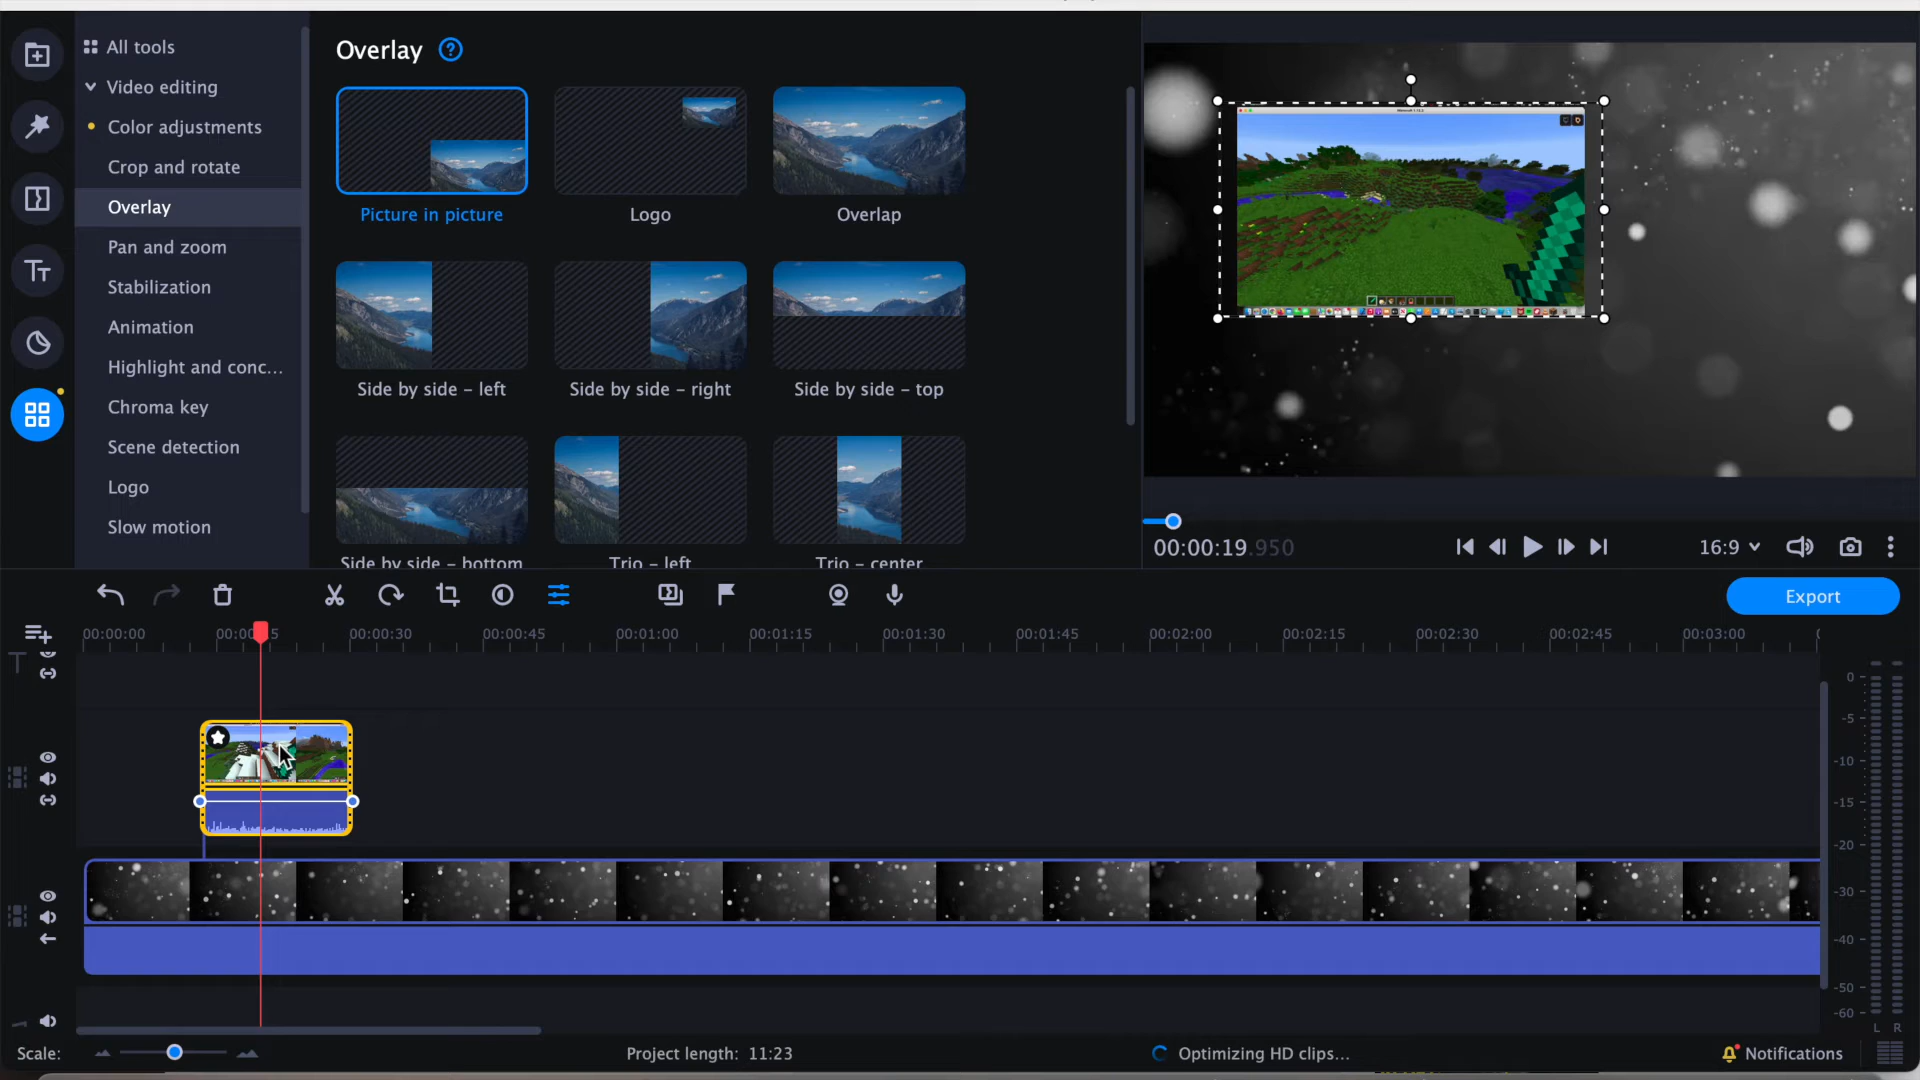 All tools
Video editing
Color adjustments
Crop and rotate
Overlay
Pan and zoom
Stabilization
Animation
Highlight and conc...
Chroma key
Scene detection
Logo
Slow motion
Overlay ?
Picture in picture
Logo
Overlap
Side by side – left
Side by side – right
Side by side – top
Side by side – bottom
Trio – left
Trio – center
00:00:19.950
16:9
Export
00:00:00
00:00:30
00:00:45
00:01:00
00:01:15
00:01:30
00:01:45
00:02:00
00:02:15
00:02:30
00:02:45
00:03:00
0
-5
-10
-15
-20
-30
-40
-50
-60
L R
Scale:
Project length: 11:23
Optimizing HD clips...
Notifications